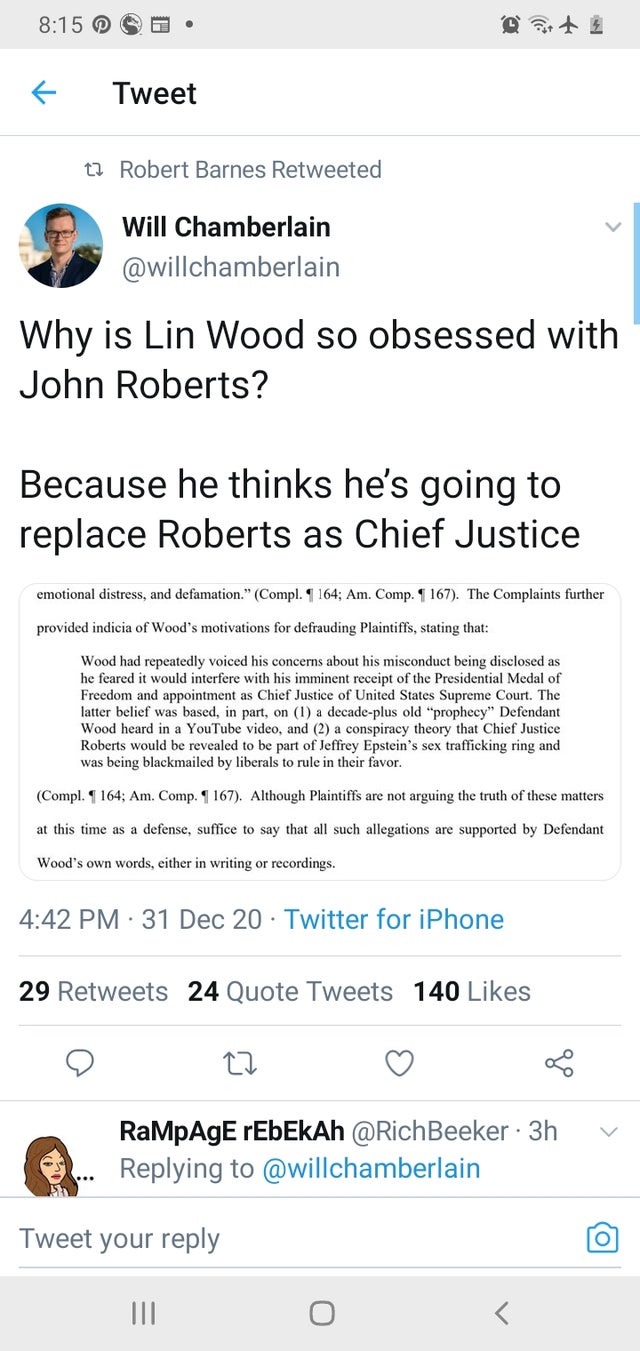 8:15
Tweet
Robert Barnes Retweeted
Will Chamberlain
@willchamberlain
Why is Lin Wood so obsessed with
John Roberts?
Because he thinks he's going to
replace Roberts as Chief Justice
emotional distress, and defamation.” (Compl. ¶ 164; Am. Comp. ¶ 167). The Complaints further
provided indicia of Wood’s motivations for defrauding Plaintiffs, stating that:
Wood had repeatedly voiced his concerns about his misconduct being disclosed as
he feared it would interfere with his imminent receipt of the Presidential Medal of
Freedom and appointment as Chief Justice of United States Supreme Court. The
latter belief was based, in part, on (1) a decade-plus old “prophecy” Defendant
Wood heard in a YouTube video, and (2) a conspiracy theory that Chief Justice
Roberts would be revealed to be part of Jeffrey Epstein’s sex trafficking ring and
was being blackmailed by liberals to rule in their favor.
(Compl. ¶ 164; Am. Comp. ¶ 167). Although Plaintiffs are not arguing the truth of these matters
at this time as a defense, suffice to say that all such allegations are supported by Defendant
Wood’s own words, either in writing or recordings.
4:42 PM · 31 Dec 20 · Twitter for iPhone
29 Retweets 24 Quote Tweets 140 Likes
RaMpAgE rEbEkAh @RichBeeker · 3h
Replying to @willchamberlain
Tweet your reply